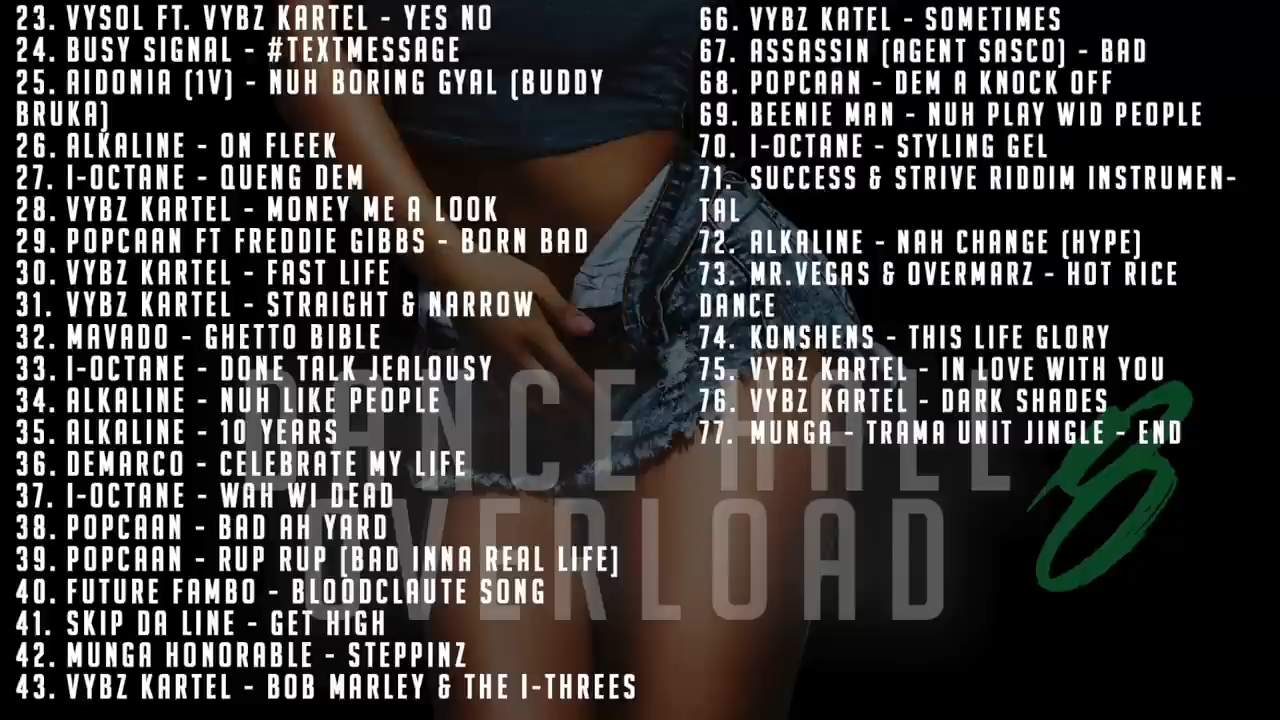 23. VYSOL FT. VYBZ KARTEL - YES NO
24. BUSY SIGNAL - #TEXTMESSAGE
25. AIDONIA (1V) - NUH BORING GYAL (BUDDY
BRUKA)
26. ALKALINE - ON FLEEK
27. I-OCTANE - QUENG DEM
28. VYBZ KARTEL - MONEY ME A LOOK
29. POPCAAN FT FREDDIE GIBBS - BORN BAD
30. VYBZ KARTEL - FAST LIFE
31. VYBZ KARTEL - STRAIGHT & NARROW
32. MAVADO - GHETTO BIBLE
33. I-OCTANE - DONE TALK JEALOUSY
34. ALKALINE - NUH LIKE PEOPLE
35. ALKALINE - 10 YEARS
36. DEMARCO - CELEBRATE MY LIFE
37. I-OCTANE - WAH WI DEAD
38. POPCAAN - BAD AH YARD
39. POPCAAN - RUP RUP [BAD INNA REAL LIFE]
40. FUTURE FAMBO - BLOODCLAUTE SONG
41. SKIP DA LINE - GET HIGH
42. MUNGA HONORABLE - STEPPINZ
43. VYBZ KARTEL - BOB MARLEY & THE I-THREES
66. VYBZ KATEL - SOMETIMES
67. ASSASSIN (AGENT SASCO) - BAD
68. POPCAAN - DEM A KNOCK OFF
69. BEENIE MAN - NUH PLAY WID PEOPLE
70. I-OCTANE - STYLING GEL
71. SUCCESS & STRIVE RIDDIM INSTRUMEN-
TAL
72. ALKALINE - NAH CHANGE (HYPE)
73. MR.VEGAS & OVERMARZ - HOT RICE
DANCE
74. KONSHENS - THIS LIFE GLORY
75. VYBZ KARTEL - IN LOVE WITH YOU
76. VYBZ KARTEL - DARK SHADES
77. MUNGA - TRAMA UNIT JINGLE - END
DANCE HALL
OVERLOAD
8